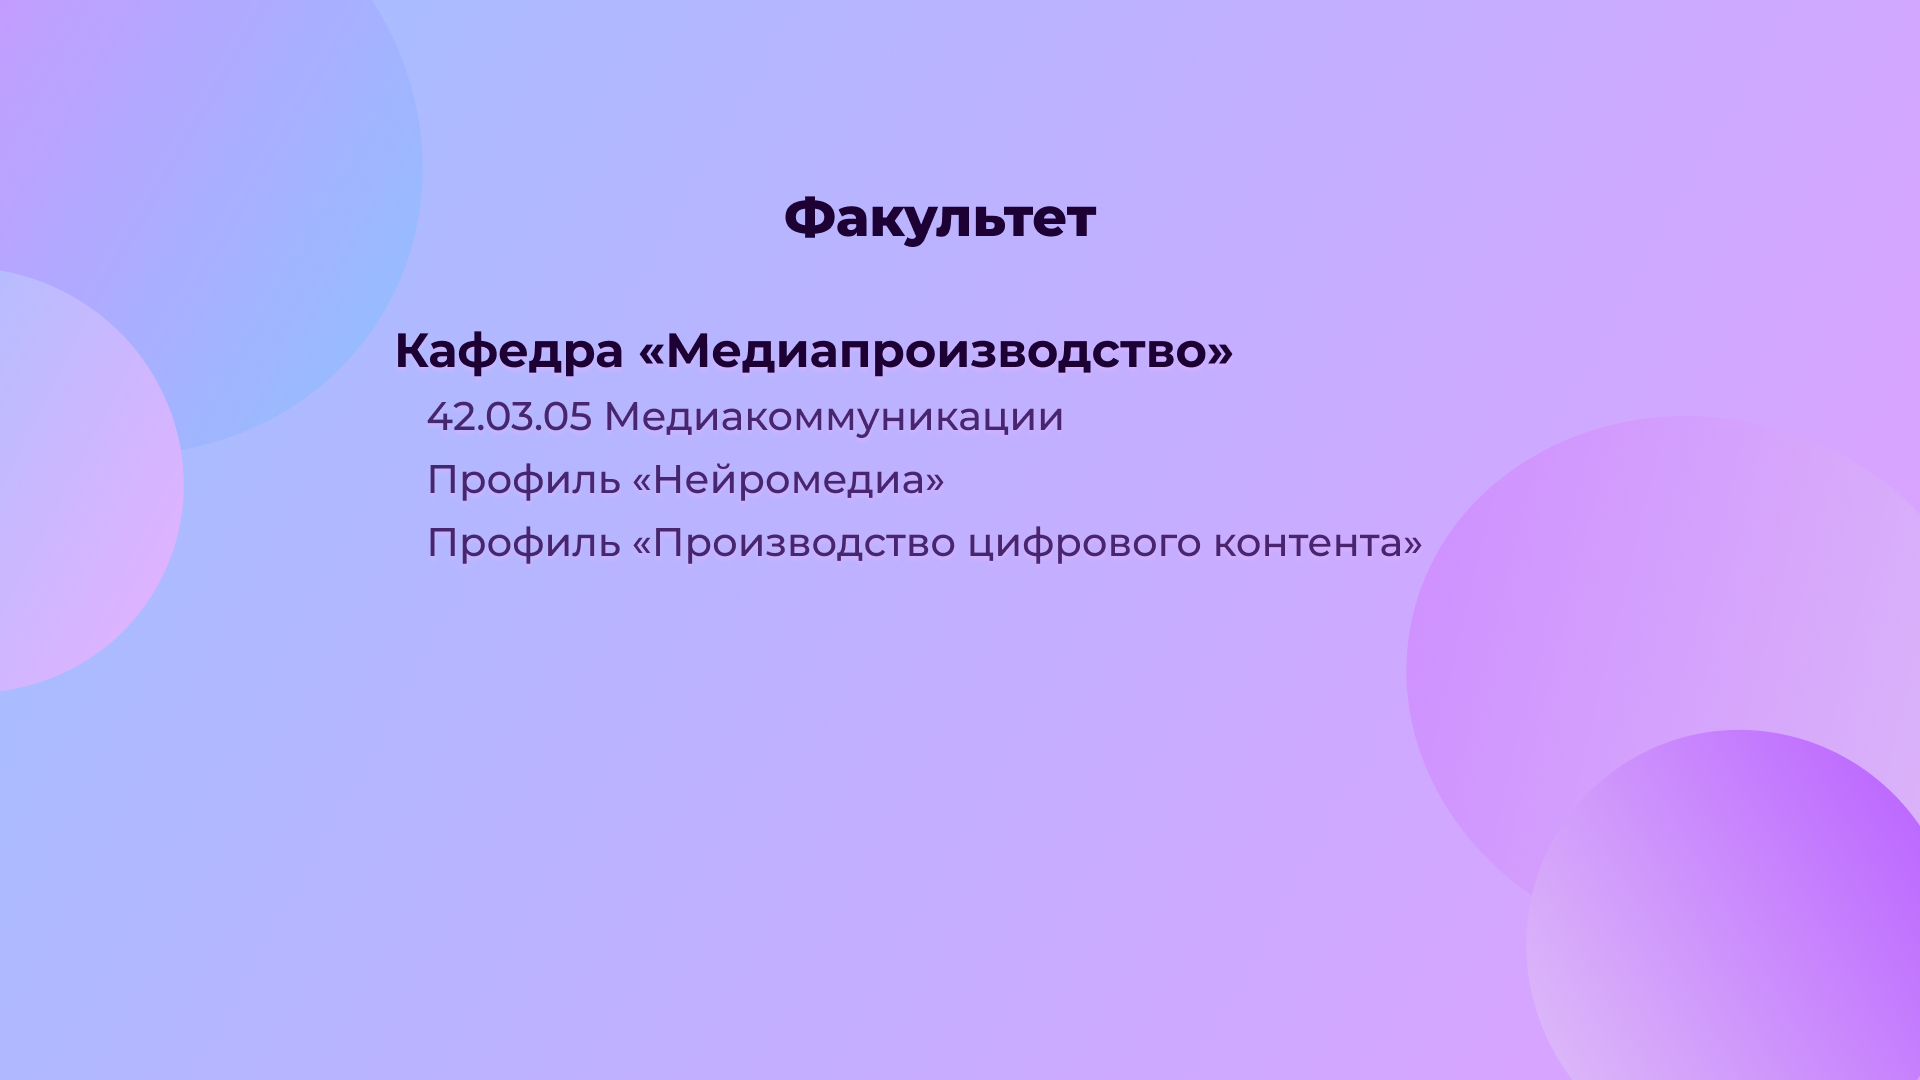 Факультет
Кафедра «Медиапроизводство»
42.03.05 Медиакоммуникации
Профиль «Нейромедиа»
Профиль «Производство цифрового контента»